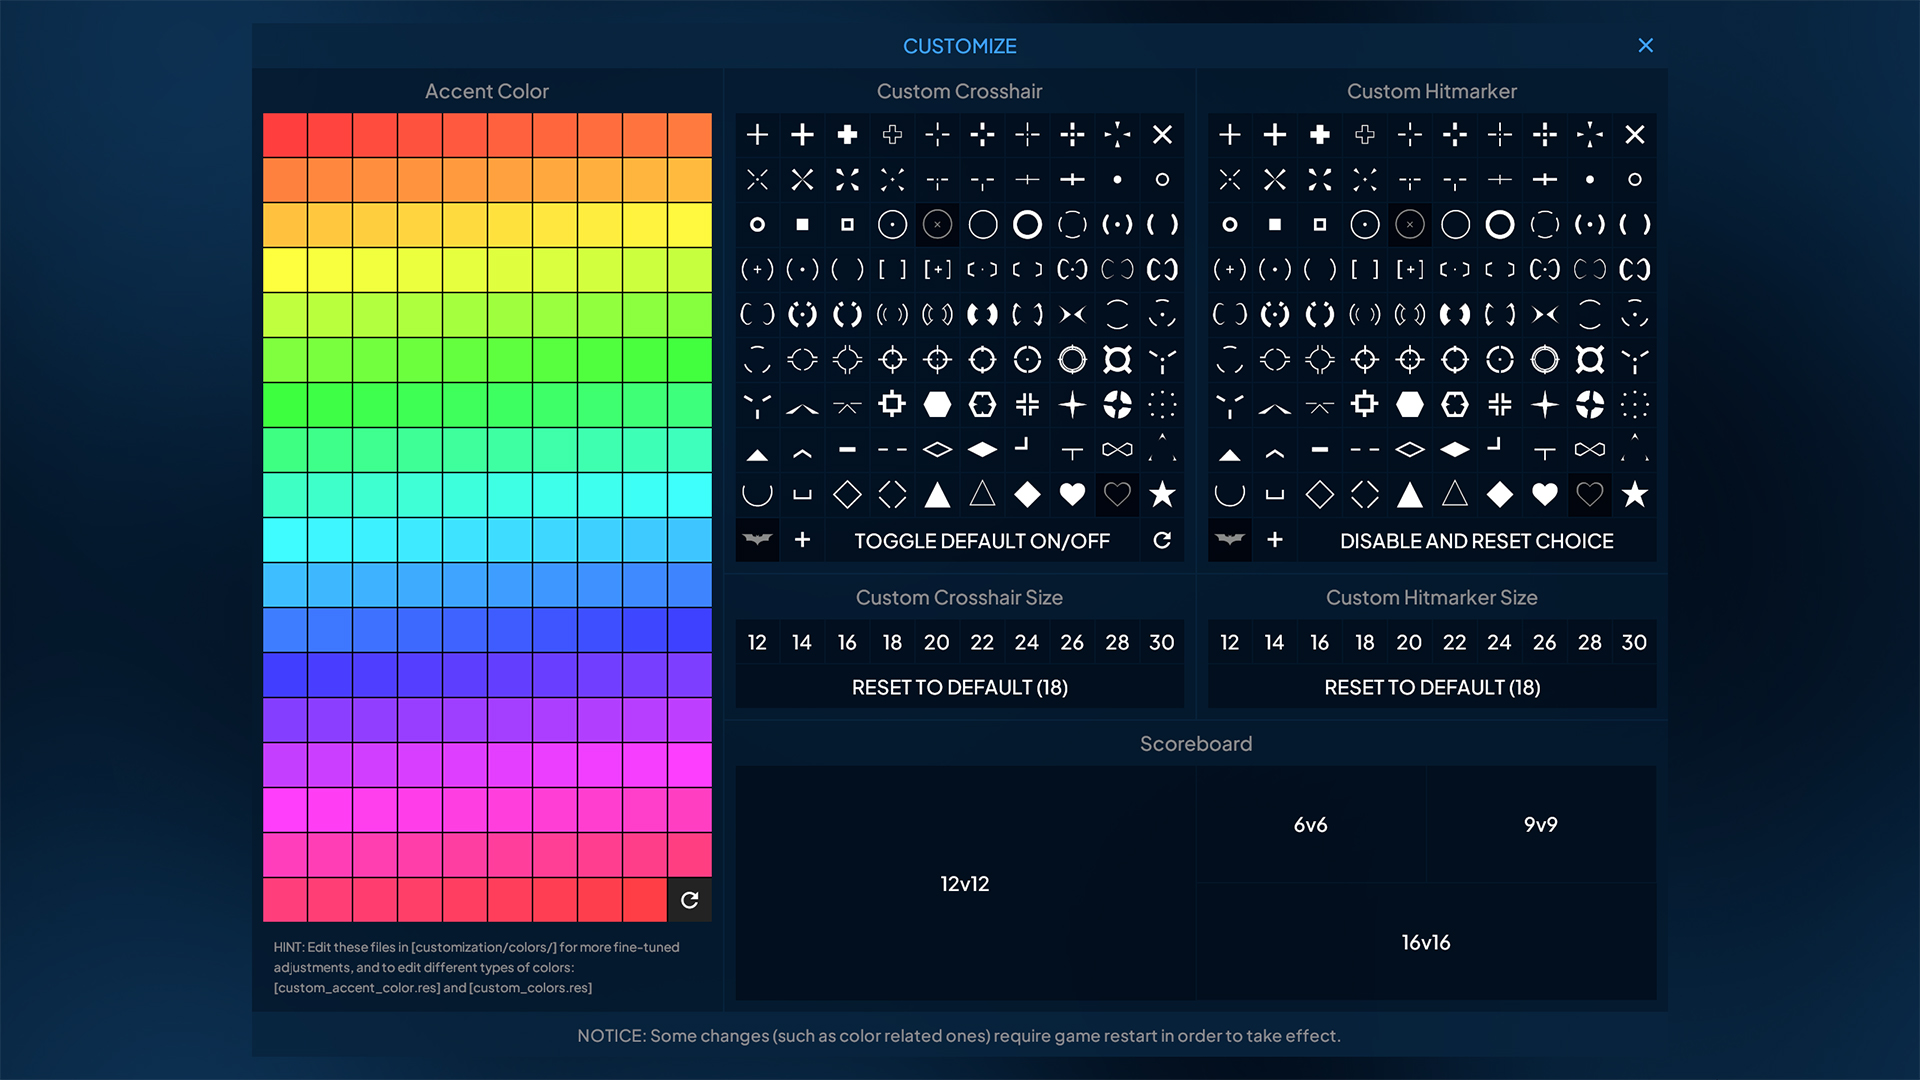 CUSTOMIZE
Accent Color
HINT: Edit these files in [customization/colors/] for more fine-tuned
adjustments, and to edit different types of colors:
[custom_accent_color.res] and [custom_colors.res]
Custom Crosshair
TOGGLE DEFAULT ON/OFF
Custom Hitmarker
DISABLE AND RESET CHOICE
Custom Crosshair Size
12 14 16 18 20 22 24 26 28 30
RESET TO DEFAULT (18)
Custom Hitmarker Size
12 14 16 18 20 22 24 26 28 30
RESET TO DEFAULT (18)
Scoreboard
12v12
6v6
9v9
16v16
NOTICE: Some changes (such as color related ones) require game restart in order to take effect.